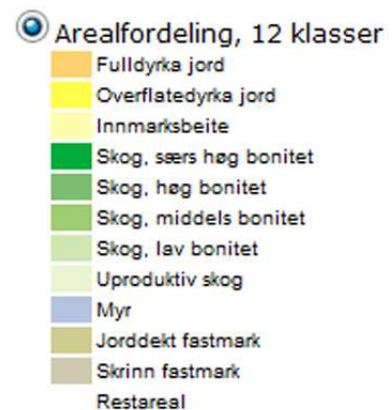 Arealfordeling, 12 klasser
Fulldyrka jord
Overflatedyrka jord
Innmarksbeite
Skog, særs høg bonitet
Skog, høg bonitet
Skog, middels bonitet
Skog, lav bonitet
Uproduktiv skog
Myr
Jorddekt fastmark
Skrinn fastmark
Restareal